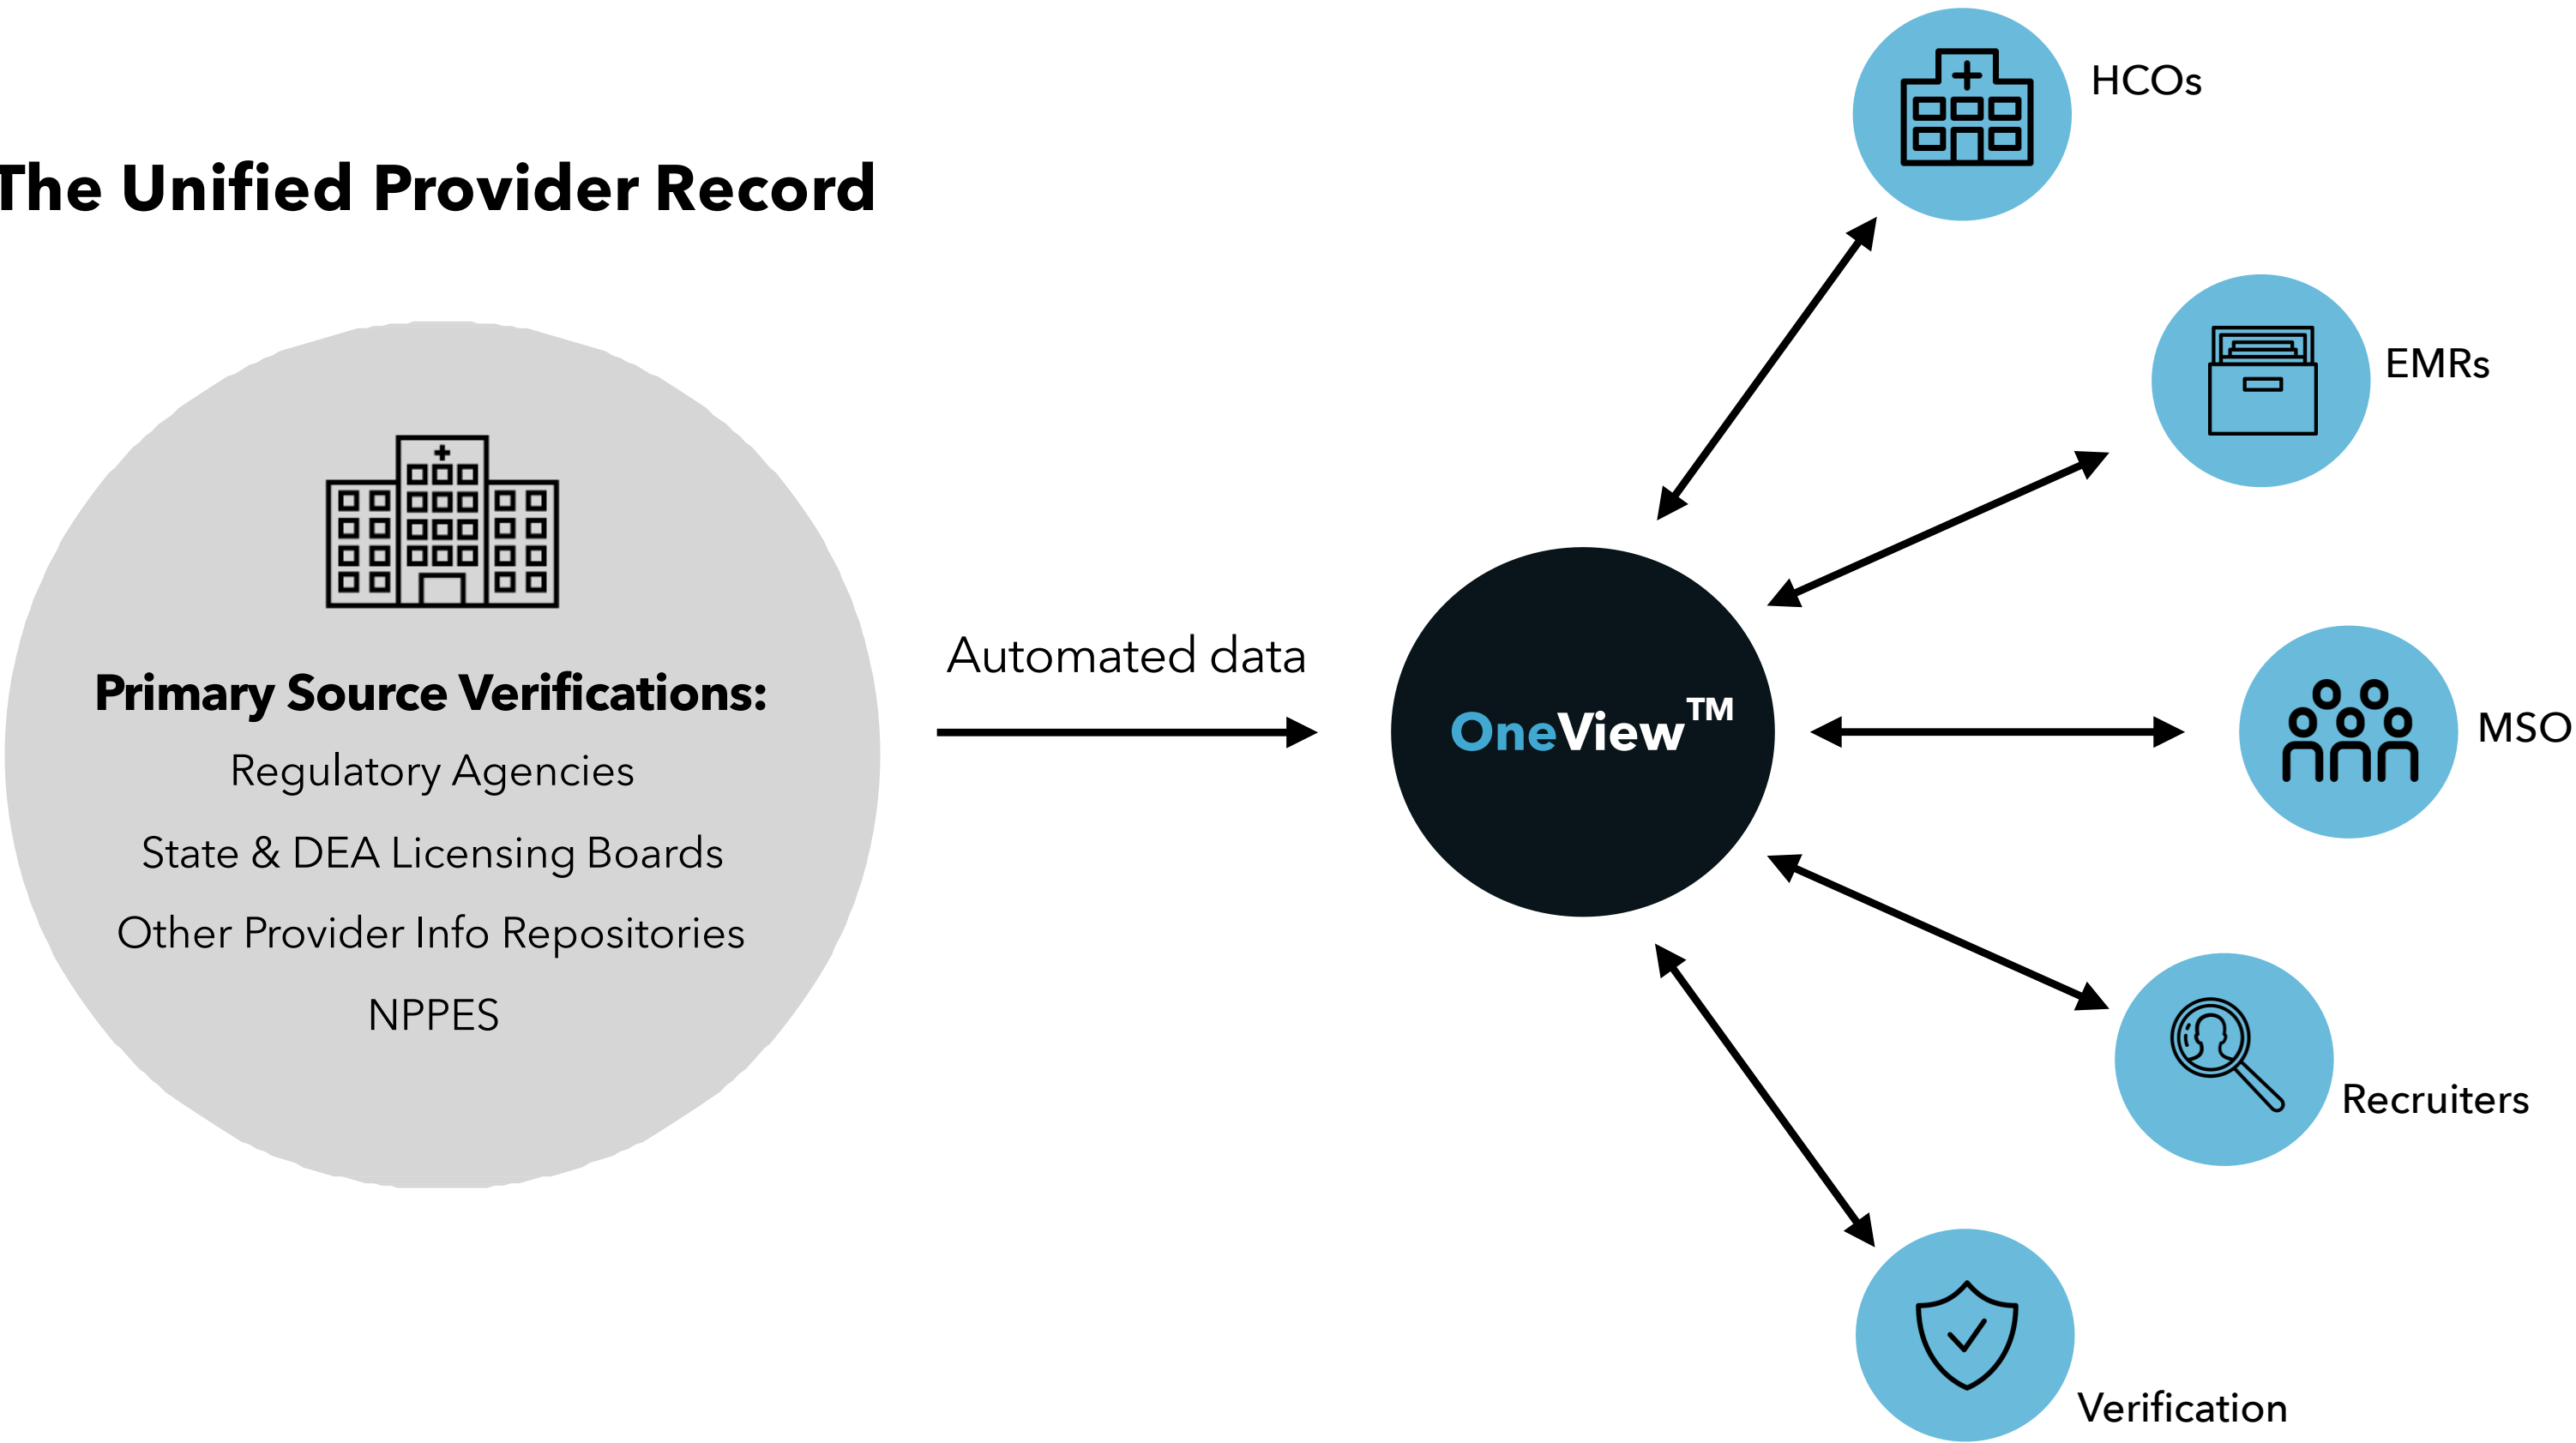 The Unified Provider Record
Primary Source Verifications:
Regulatory Agencies
State & DEA Licensing Boards
Other Provider Info Repositories
NPPES
Automated data
OneView™
HCOs
EMRs
MSO
Recruiters
Verification